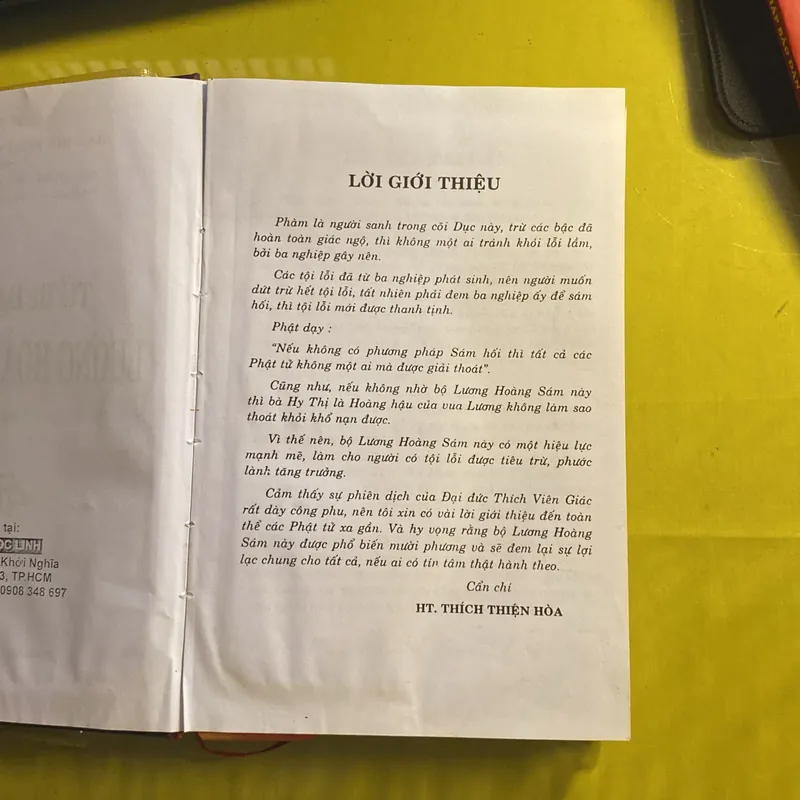 TỪ BI ĐẠ
LƯƠNG HOÀ
tại:
ỌC LINH
Khởi Nghĩa
3, TP.HCM
0908 348 697
LỜI GIỚI THIỆU
Phàm là người sanh trong cõi Dục này, trừ các bậc đã
hoàn toàn giác ngộ, thì không một ai tránh khỏi lỗi lầm,
bởi ba nghiệp gây nên.
Các tội lỗi đã từ ba nghiệp phát sinh, nên người muốn
dứt trừ hết tội lỗi, tất nhiên phải đem ba nghiệp ấy để sám
hối, thì tội lỗi mới được thanh tịnh.
Phật dạy :
"Nếu không có phương pháp Sám hối thì tất cả các
Phật tử không một ai mà được giải thoát".
Cũng như, nếu không nhờ bộ Lương Hoàng Sám này
thì bà Hy Thị là Hoàng hậu của vua Lương không làm sao
thoát khỏi khổ nạn được.
Vì thế nên, bộ Lương Hoàng Sám này có một hiệu lực
mạnh mẽ, làm cho người có tội lỗi được tiêu trừ, phước
lành tăng trưởng.
Cảm thấy sự phiên dịch của Đại đức Thích Viên Giác
rất dày công phu, nên tôi xin có vài lời giới thiệu đến toàn
thể các Phật tử xa gần. Và hy vọng rằng bộ Lương Hoàng
Sám này được phổ biến mười phương và sẽ đem lại sự lợi
lạc chung cho tất cả, nếu ai có tín tâm thật hành theo.
Cẩn chí
HT. THÍCH THIỆN HÒA